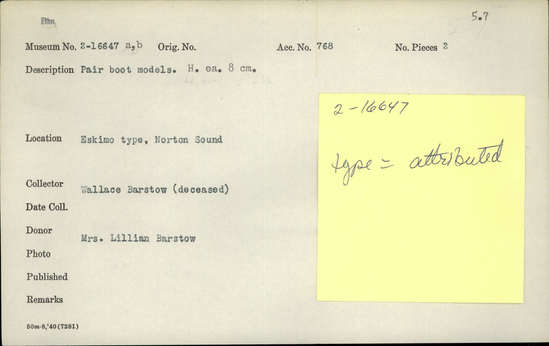 5.7
Museum No. 2-16647 a,b Orig. No. Acc. No. 768 No. Pieces 2
Description Pair boot models. H. ea. 8 cm.
2-16647
Location Eskimo type, Norton Sound
type = attributed
Collector Wallace Barstow (deceased)
Date Coll.
Donor Mrs. Lillian Barstow
Photo
Published
Remarks
50m-8,'40(7281)